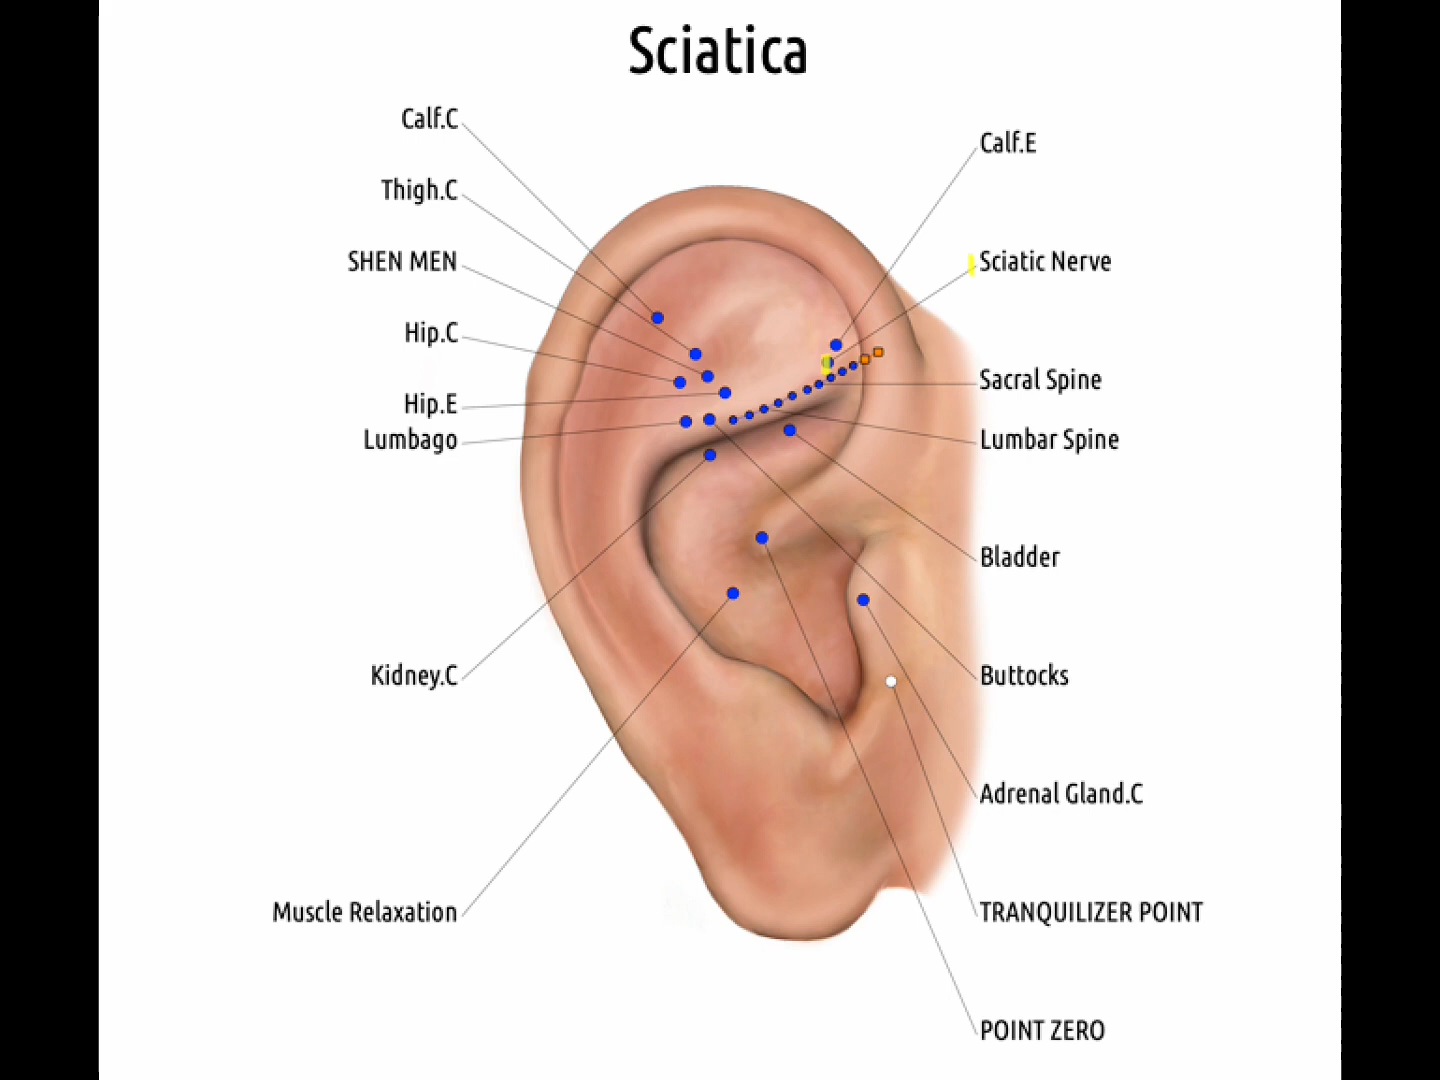 Sciatica
Calf.C
Calf.E
Thigh.C
SHEN MEN
Sciatic Nerve
Hip.C
Sacral Spine
Hip.E
Lumbago
Lumbar Spine
Bladder
Kidney.C
Buttocks
Adrenal Gland.C
Muscle Relaxation
TRANQUILIZER POINT
POINT ZERO